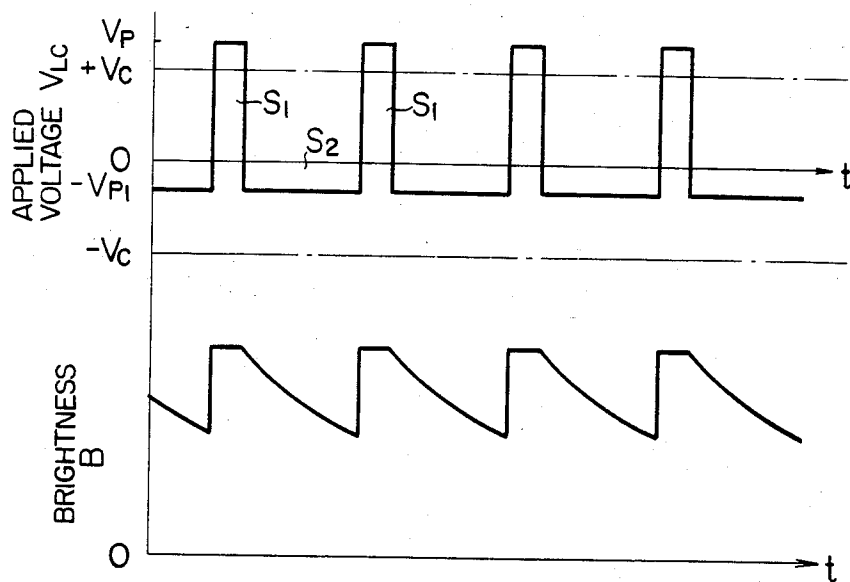 APPLIED
VOLTAGE VLC
VP
+VC
S1
S1
S2
0
t
-VP1
-VC
BRIGHTNESS
B
0
t